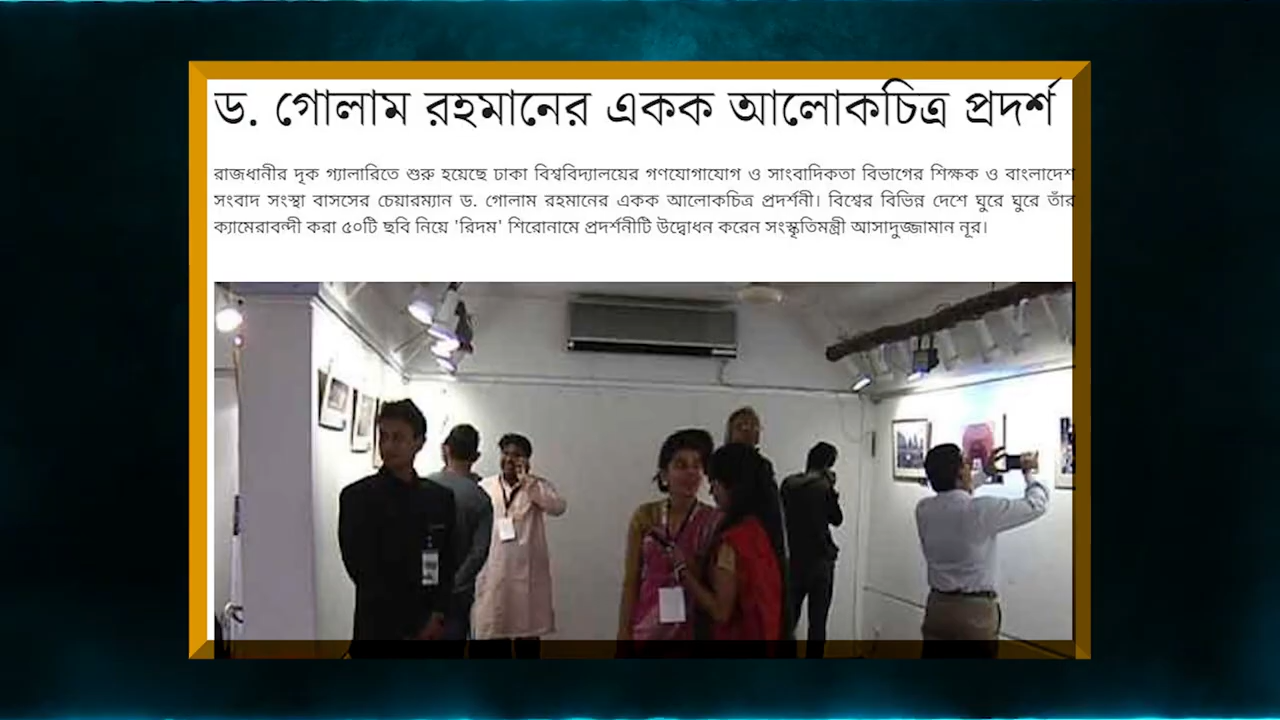 ড. গোলাম রহমানের একক আলোকচিত্র প্রদর্শ
রাজধানীর দৃক গ্যালারিতে শুরু হয়েছে ঢাকা বিশ্ববিদ্যালয়ের গণযোগাযোগ ও সাংবাদিকতা বিভাগের শিক্ষক ও বাংলাদেশ
সংবাদ সংস্থা বাসসের চেয়ারম্যান ড. গোলাম রহমানের একক আলোকচিত্র প্রদর্শনী। বিশ্বের বিভিন্ন দেশে ঘুরে ঘুরে তাঁর
ক্যামেরাবন্দী করা ৫০টি ছবি নিয়ে 'রিদম' শিরোনামে প্রদর্শনীটি উদ্বোধন করেন সংস্কৃতিমন্ত্রী আসাদুজ্জামান নূর।